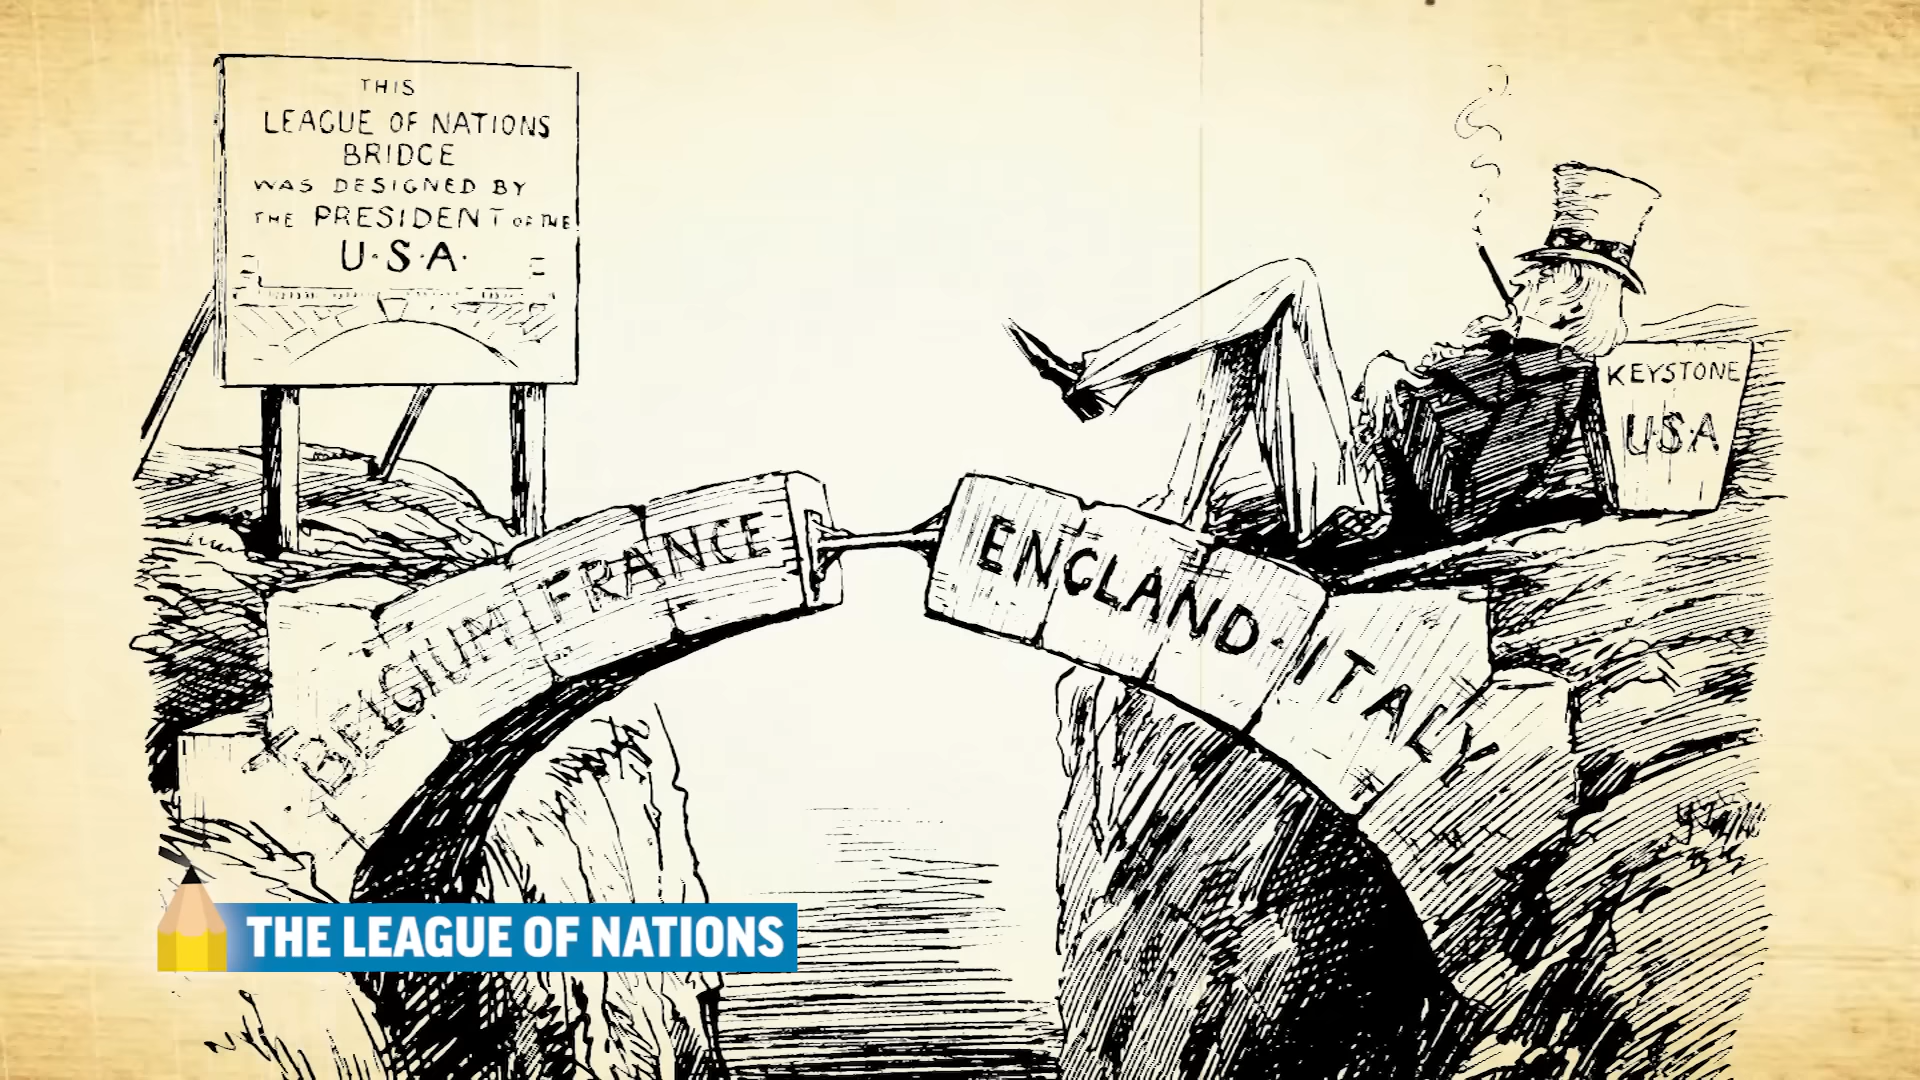 THIS
LEAGUE OF NATIONS
BRIDGE
WAS DESIGNED BY
THE PRESIDENT OF THE
U.S.A.
KEYSTONE
U.S.A
BELGIUM FRANCE
ENGLAND · ITALY
THE LEAGUE OF NATIONS